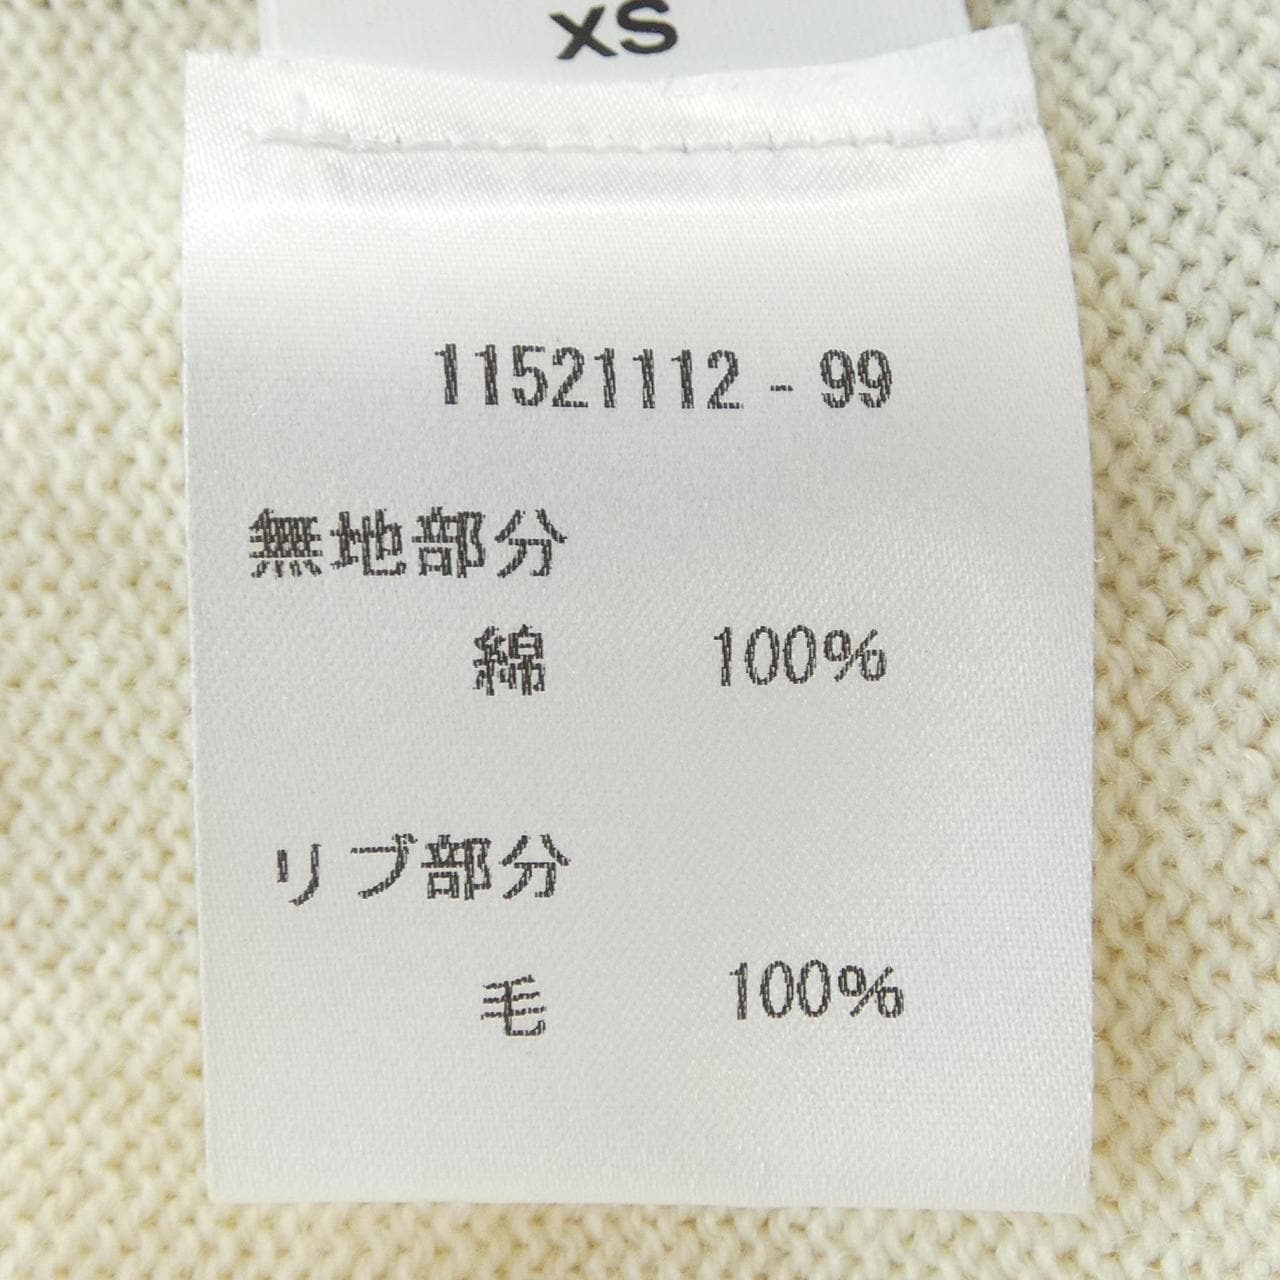 XS
11521112-99
無地部分
綿 100%
リブ部分
毛 100%